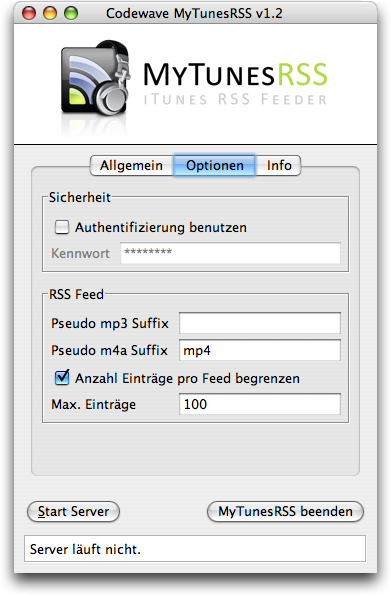 Codewave MyTunesRSS v1.2
MyTunesRSS
iTunes RSS Feeder
Allgemein Optionen Info
Sicherheit
Authentifizierung benutzen
Kennwort ********
RSS Feed
Pseudo mp3 Suffix
Pseudo m4a Suffix mp4
Anzahl Einträge pro Feed begrenzen
Max. Einträge 100
Start Server MyTunesRSS beenden
Server läuft nicht.